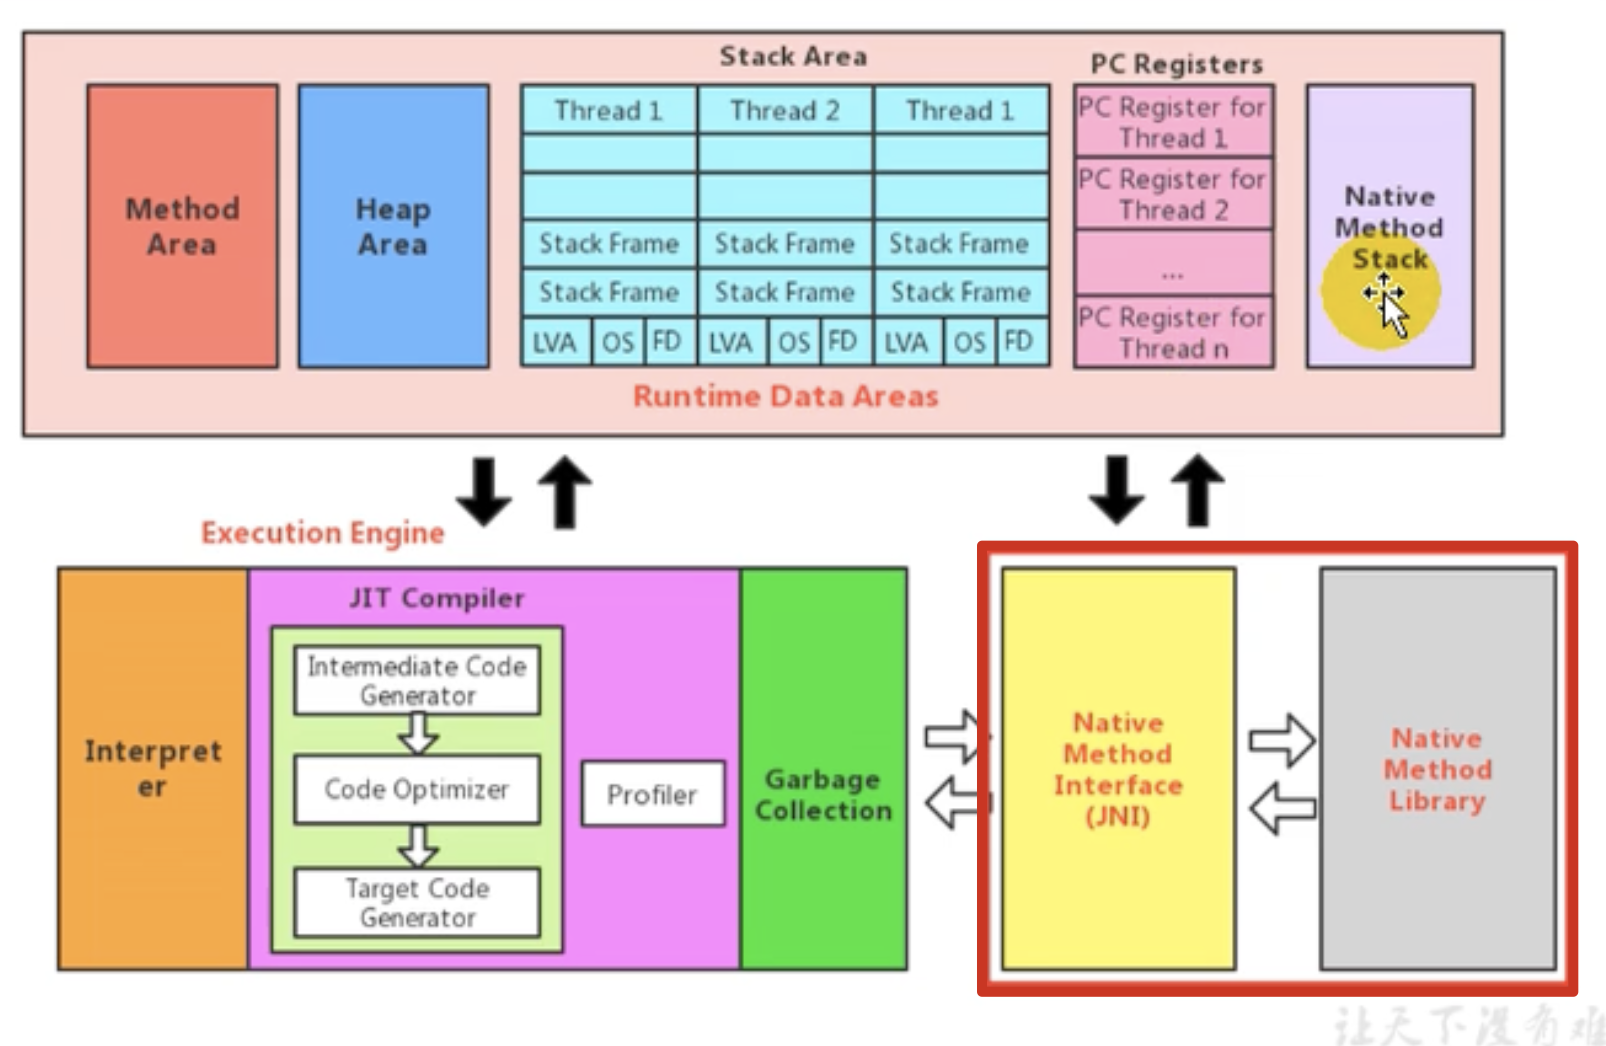 Stack Area
PC Registers
Method
Area
Heap
Area
Thread 1
Thread 2
Thread 1
Stack Frame
Stack Frame
Stack Frame
Stack Frame
Stack Frame
Stack Frame
LVA
OS
FD
LVA
OS
FD
LVA
OS
FD
PC Register for
Thread 1
PC Register for
Thread 2
...
PC Register for
Thread n
Native
Method
Stack
Runtime Data Areas
Execution Engine
Interpret
er
JIT Compiler
Intermediate Code
Generator
Code Optimizer
Target Code
Generator
Profiler
Garbage
Collection
Native
Method
Interface
(JNI)
Native
Method
Library
让天下没有难